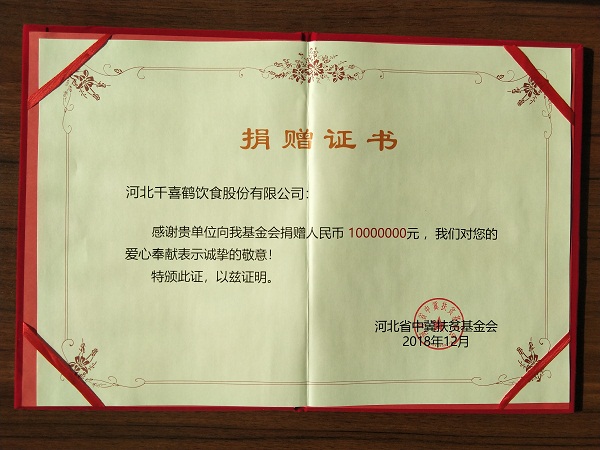 捐赠证书
河北千喜鹤饮食股份有限公司：
感谢贵单位向我基金会捐赠人民币 10000000元 ，我们对您的
爱心奉献表示诚挚的敬意！
特颁此证，以兹证明。
河北省中冀扶贫基金会
2018年12月